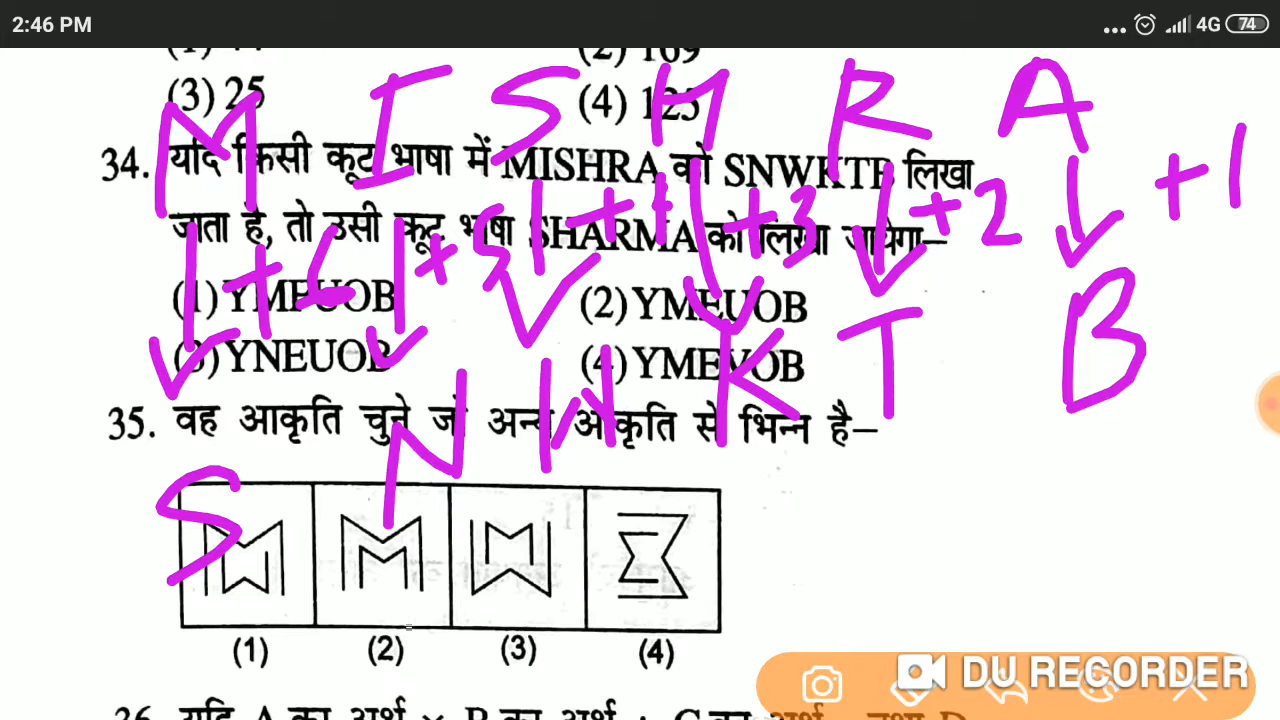 2:46 PM
4G 74
(2) 169
(3) 25 (4) 125
M I S H R A
34. यदि किसी कूट भाषा में MISHRA को SNWKTB लिखा
जाता है, तो उसी कूट भाषा SHARMA को लिखा जायेगा–
+6 +5 +4 +3 +2 +1
(1) YMFUOB (2) YMEUOB
(3) YNEUOB (4) YMEVOB
S N W K T B
35. वह आकृति चुने जो अन्य आकृति से भिन्न है–
(1) (2) (3) (4)
DU RECORDER